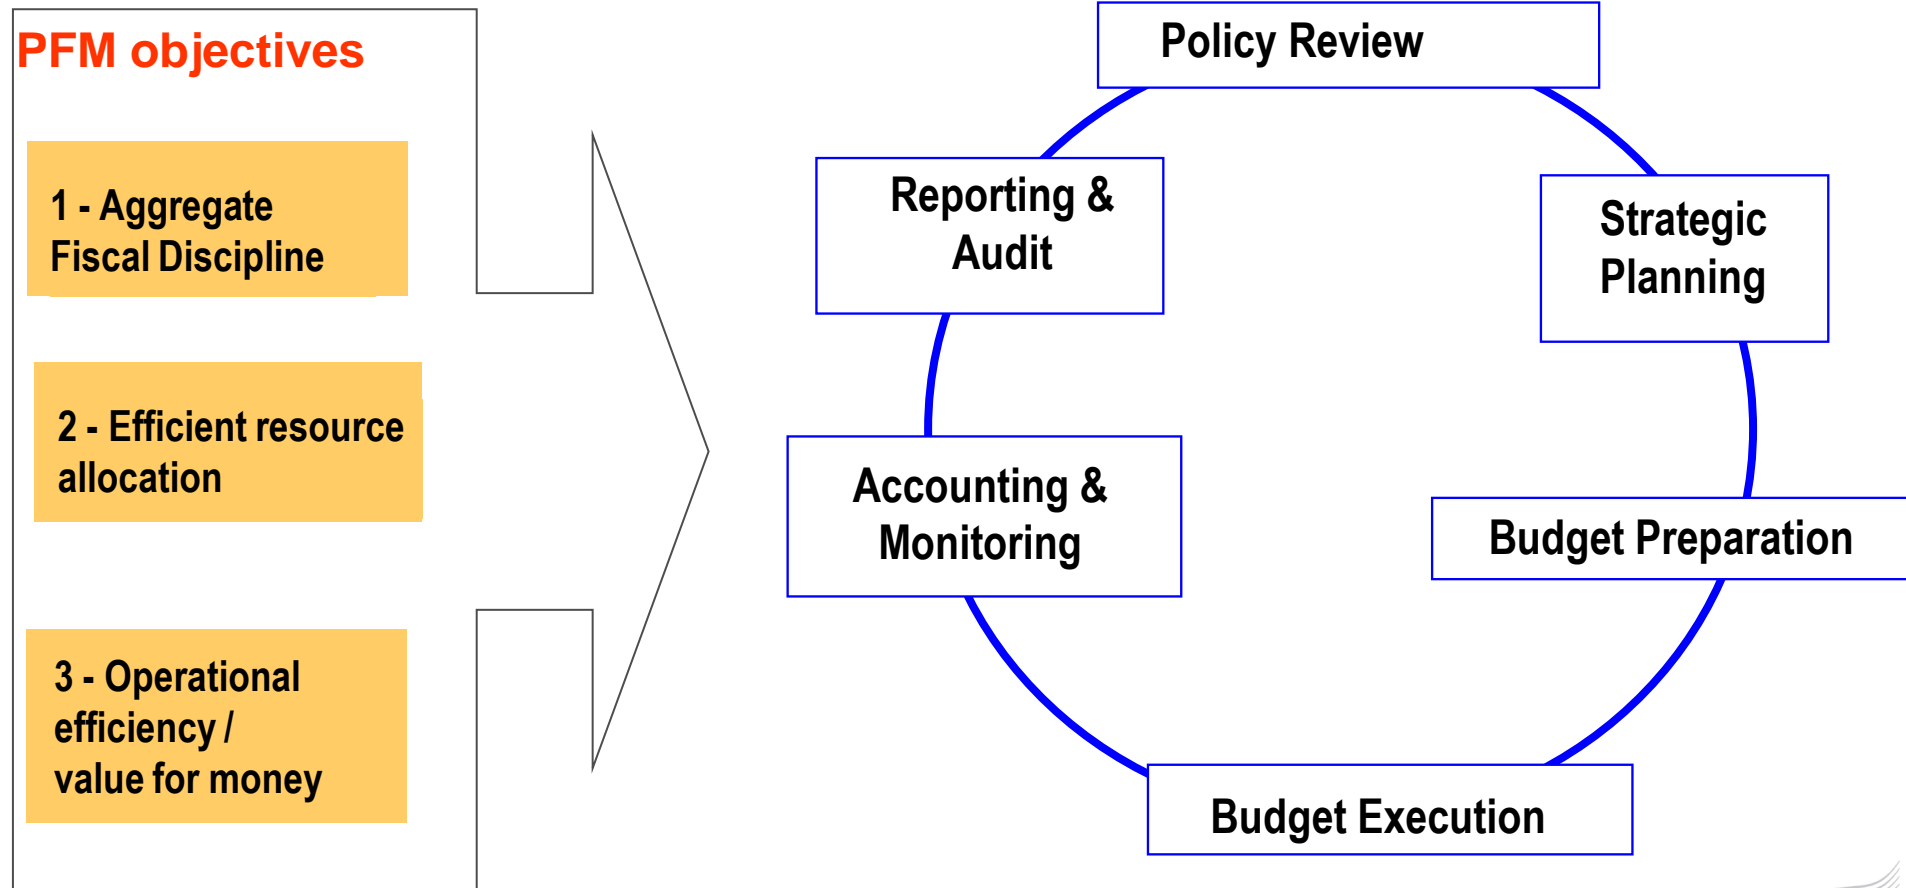 PFM objectives
1 - Aggregate
Fiscal Discipline
2 - Efficient resource
allocation
3 - Operational
efficiency /
value for money
Policy Review
Strategic
Planning
Budget Preparation
Budget Execution
Accounting &
Monitoring
Reporting &
Audit